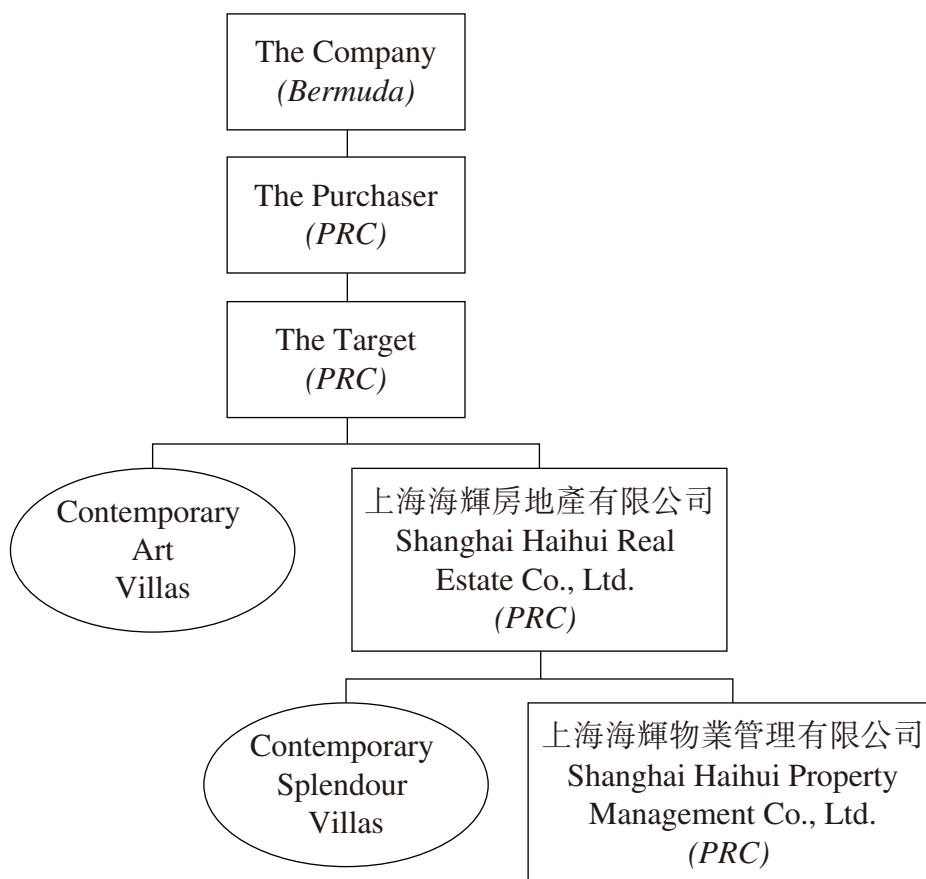 The Company
(Bermuda)
The Purchaser
(PRC)
The Target
(PRC)
Contemporary
Art
Villas
上海海輝房地產有限公司
Shanghai Haihui Real
Estate Co., Ltd.
(PRC)
Contemporary
Splendour
Villas
上海海輝物業管理有限公司
Shanghai Haihui Property
Management Co., Ltd.
(PRC)